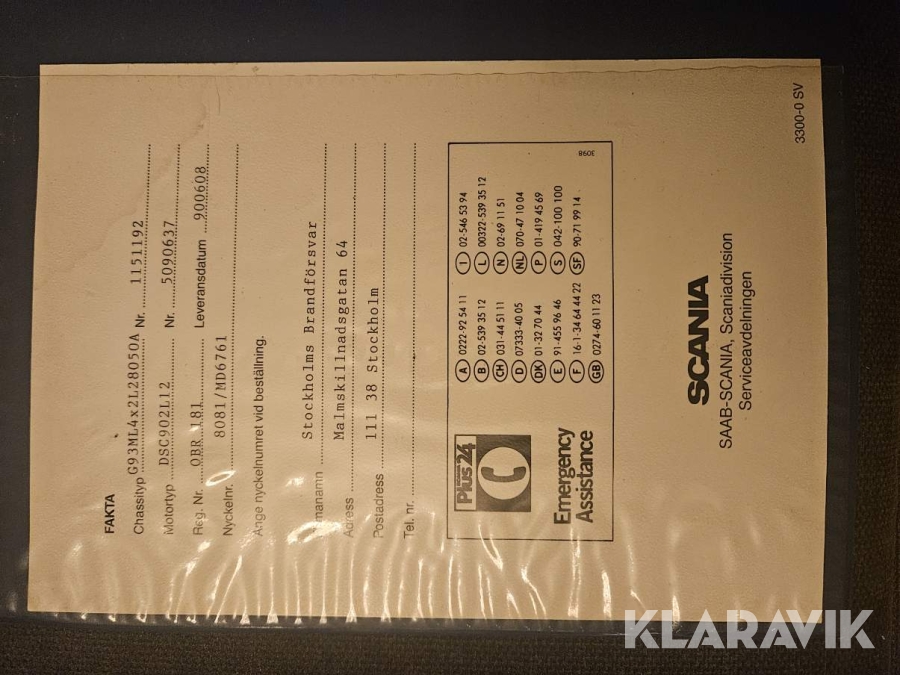 FAKTA
Chassityp G93ML4x2L28050A Nr. 1151192
Motortyp DSC902L12 Nr. 5090637
Reg. Nr. OBR 181 Leveransdatum 900608
Nyckelnr. 8081/MD6761
Ange nyckelnumret vid beställning.
Stockholms Brandförsvar
Adress Malmskillnadsgatan 64
Postadress 111 38 Stockholm
Tel. nr.
Plus24
Emergency
Assistance
A 0222-92 54 11 I 02-546 53 94
B 02-539 35 12 L 00322-539 35 12
CH 031-44 51 11 N 02-69 11 51
D 07333-40 05 NL 070-47 10 04
DK 01-32 70 44 P 01-419 45 69
E 91-455 96 46 S 042-100 100
F 16-1-34 64 44 22 SF 90-71 99 14
GB 0274-60 11 23
3098
SCANIA
SAAB-SCANIA, Scaniadivision
Serviceavdelningen
3300-0 SV
KLARAVIK